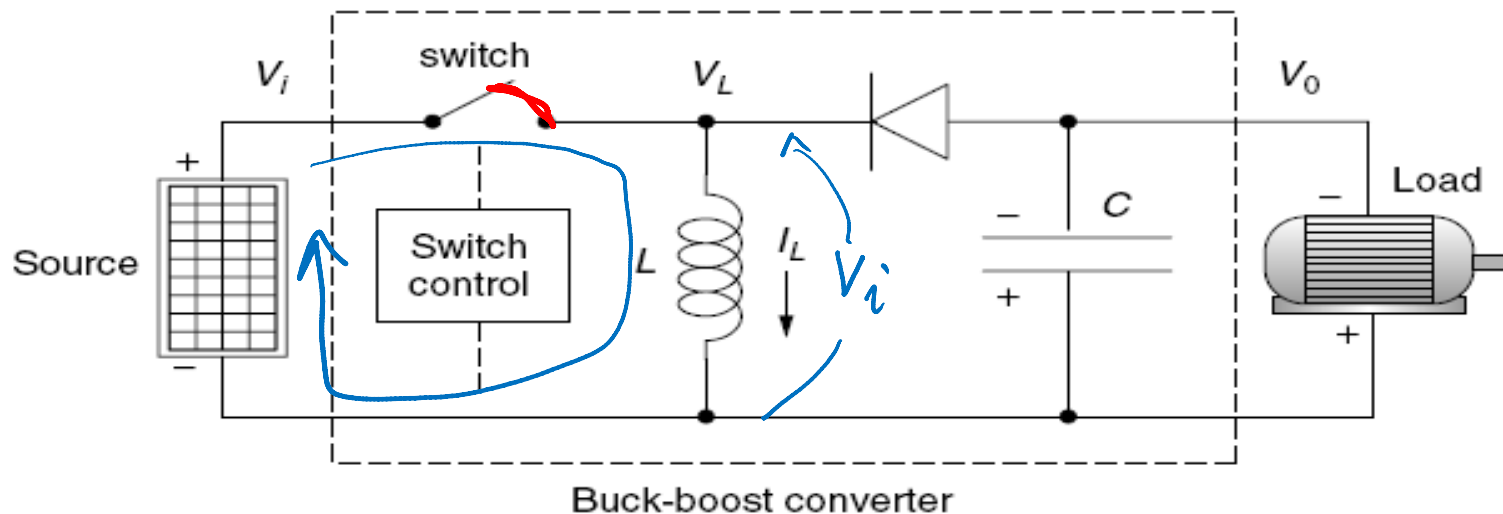 switch
V_i
V_L
V_0
+
Source
−
Switch
control
L
I_L
V_i
−
C
+
−
Load
+
Buck-boost converter